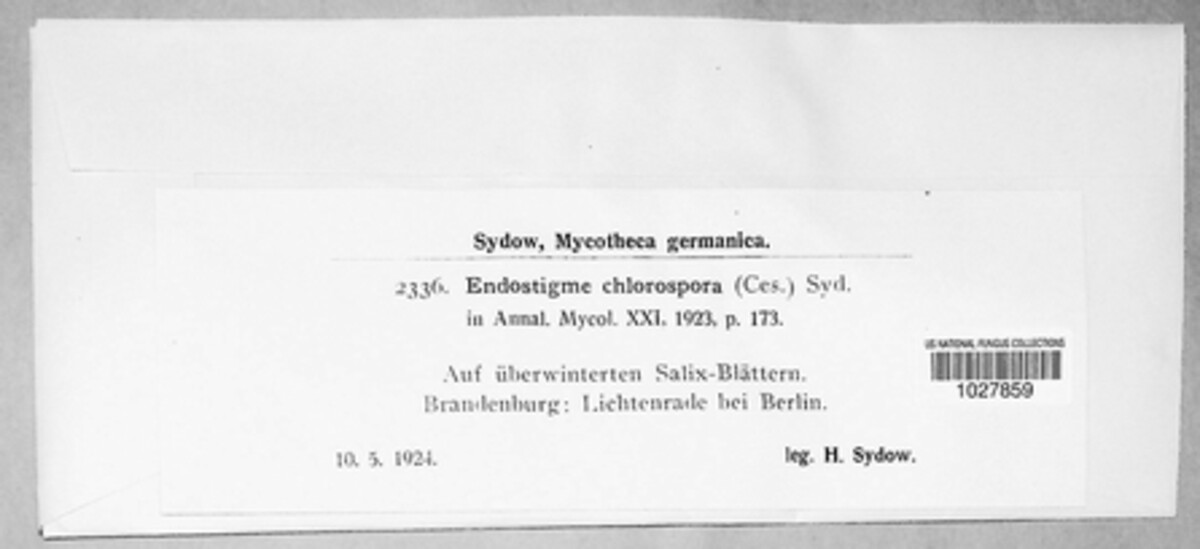 Sydow, Mycotheca germanica.
2336. Endostigme chlorospora (Ces.) Syd.
in Annal. Mycol. XXI. 1923, p. 173.
Auf überwinterten Salix-Blättern.
Brandenburg: Lichtenrade bei Berlin.
10. 5. 1924.
leg. H. Sydow.
US NATIONAL FUNGUS COLLECTIONS
1027859